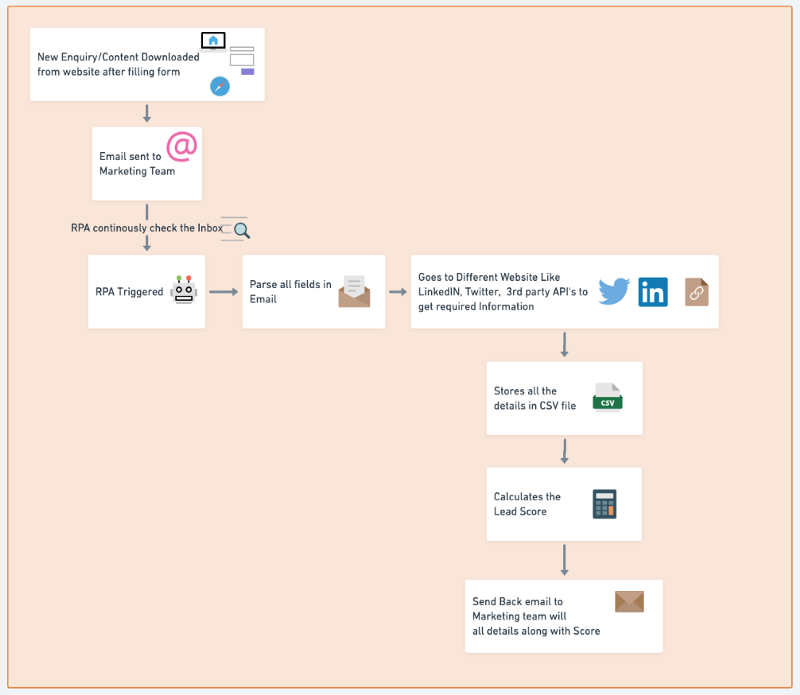 New Enquiry/Content Downloaded
from website after filling form
@
Email sent to
Marketing Team
RPA continously check the Inbox
RPA Triggered
Parse all fields in
Email
Goes to Different Website Like
LinkedIN, Twitter, 3rd party API's to
get required Information
in
Stores all the
details in CSV file
CSV
Calculates the
Lead Score
Send Back email to
Marketing team will
all details along with Score